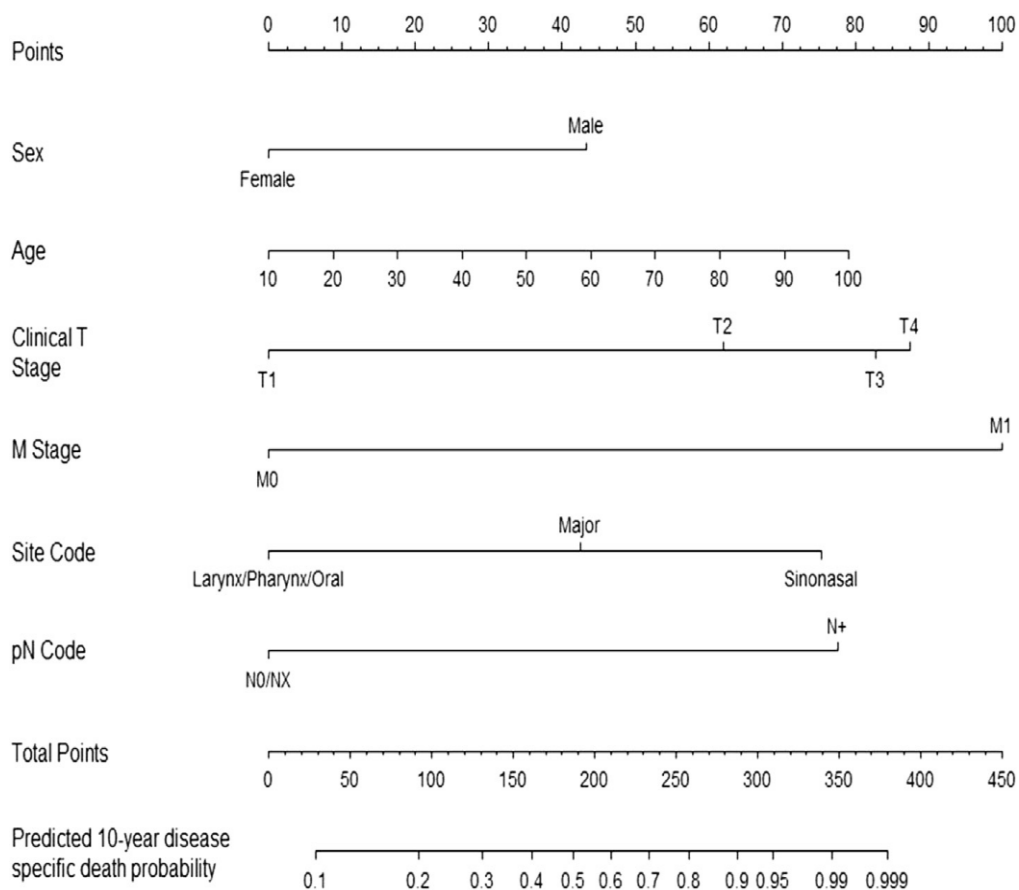 0 10 20 30 40 50 60 70 80 90 100
Points
Male
Sex
Female
Age
10 20 30 40 50 60 70 80 90 100
T2 T4
Clinical T
Stage
T1 T3
M1
M Stage
M0
Major
Site Code
Larynx/Pharynx/Oral Sinonasal
N+
pN Code
N0/NX
Total Points
0 50 100 150 200 250 300 350 400 450
Predicted 10-year disease
specific death probability
0.1 0.2 0.3 0.4 0.5 0.6 0.7 0.8 0.9 0.95 0.99 0.999